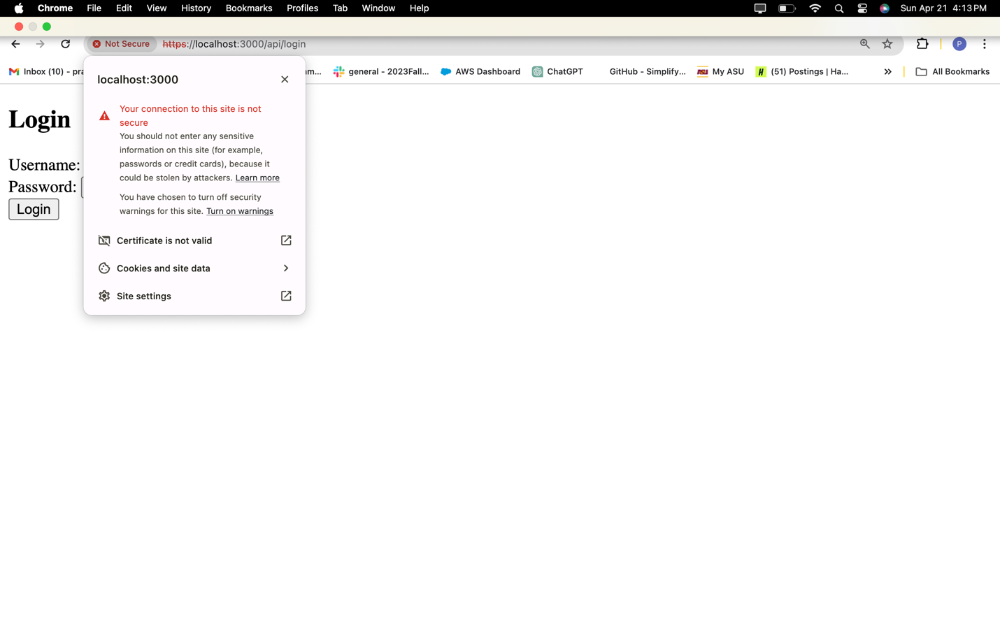 Chrome File Edit View History Bookmarks Profiles Tab Window Help Sun Apr 21 4:13 PM
Not Secure https://localhost:3000/api/login P
Inbox (10) - pra m... general - 2023Fall... AWS Dashboard ChatGPT GitHub - Simplify... ASU My ASU H (51) Postings | Ha... » All Bookmarks
localhost:3000
Login
Your connection to this site is not
secure
You should not enter any sensitive
information on this site (for example,
passwords or credit cards), because it
could be stolen by attackers. Learn more
You have chosen to turn off security
warnings for this site. Turn on warnings
Username:
Password:
Login
Certificate is not valid
Cookies and site data
Site settings